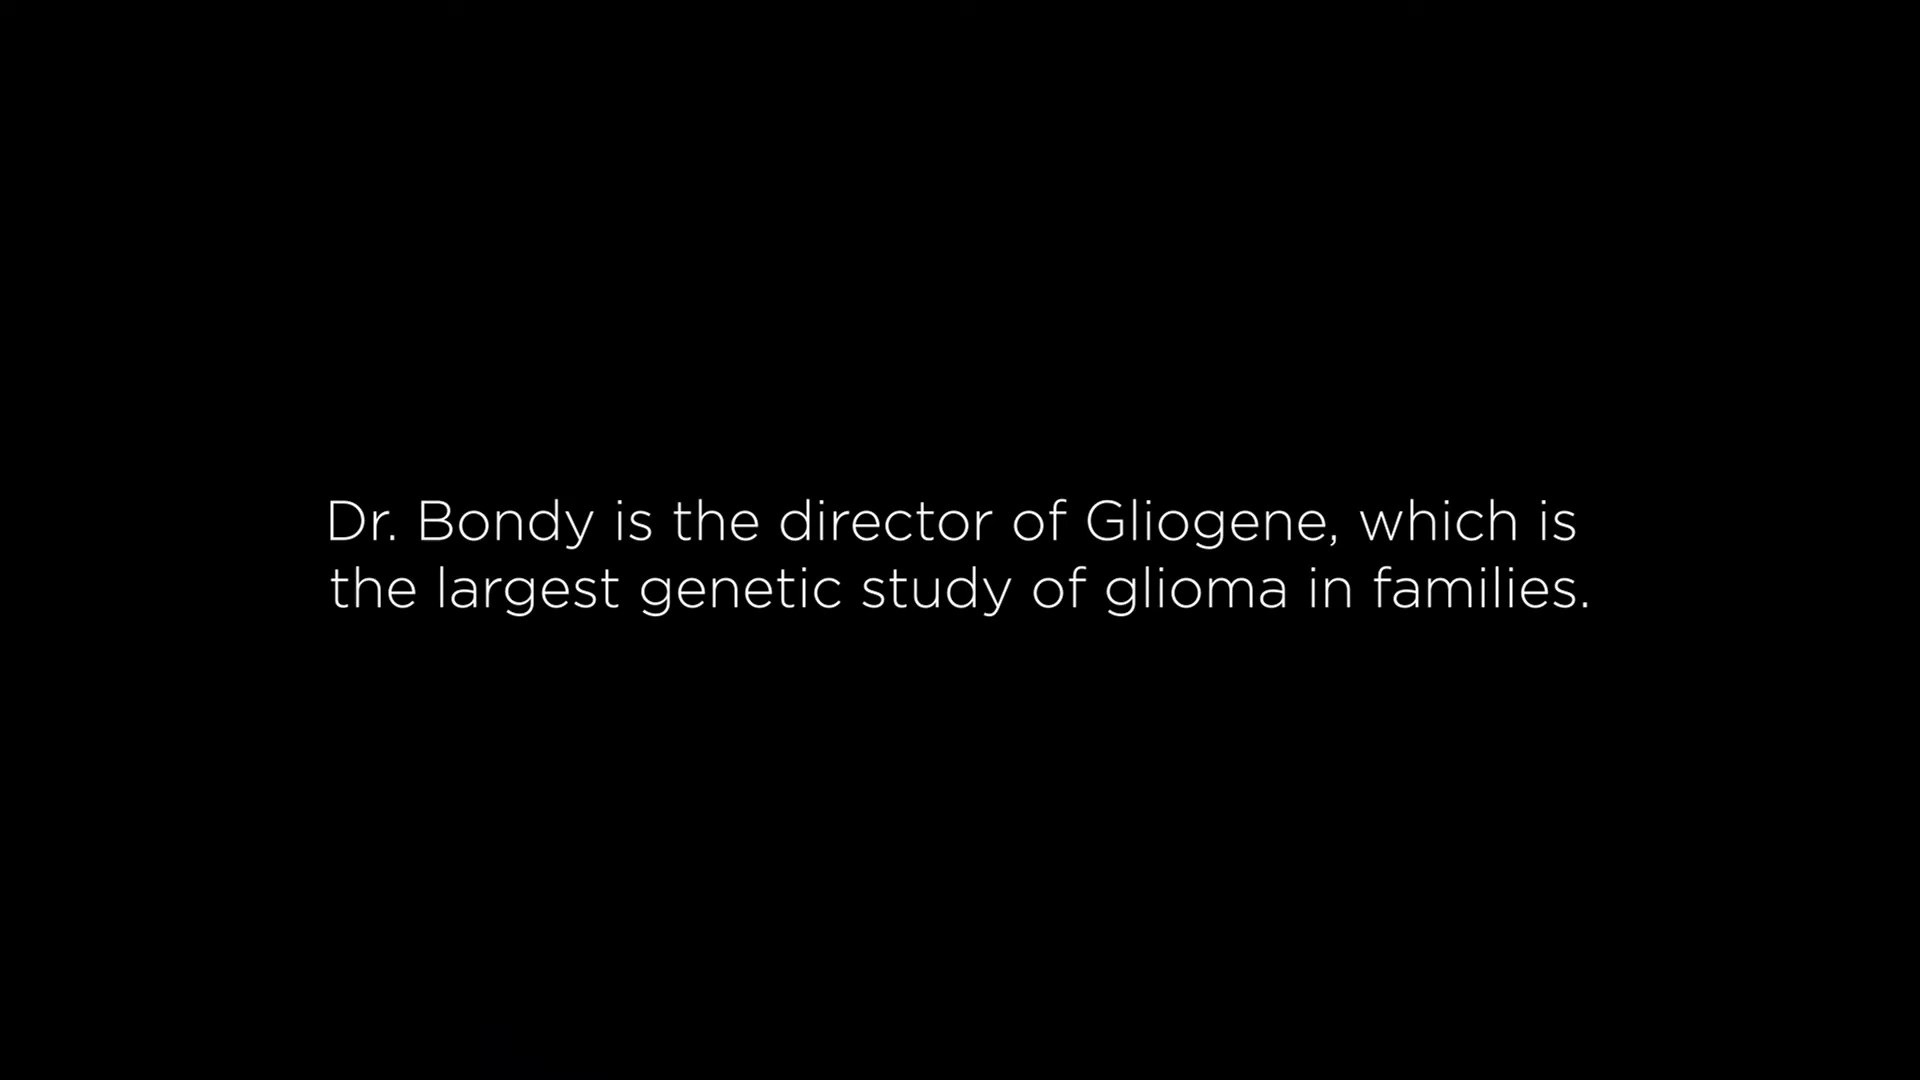 Dr. Bondy is the director of Gliogene, which is
the largest genetic study of glioma in families.